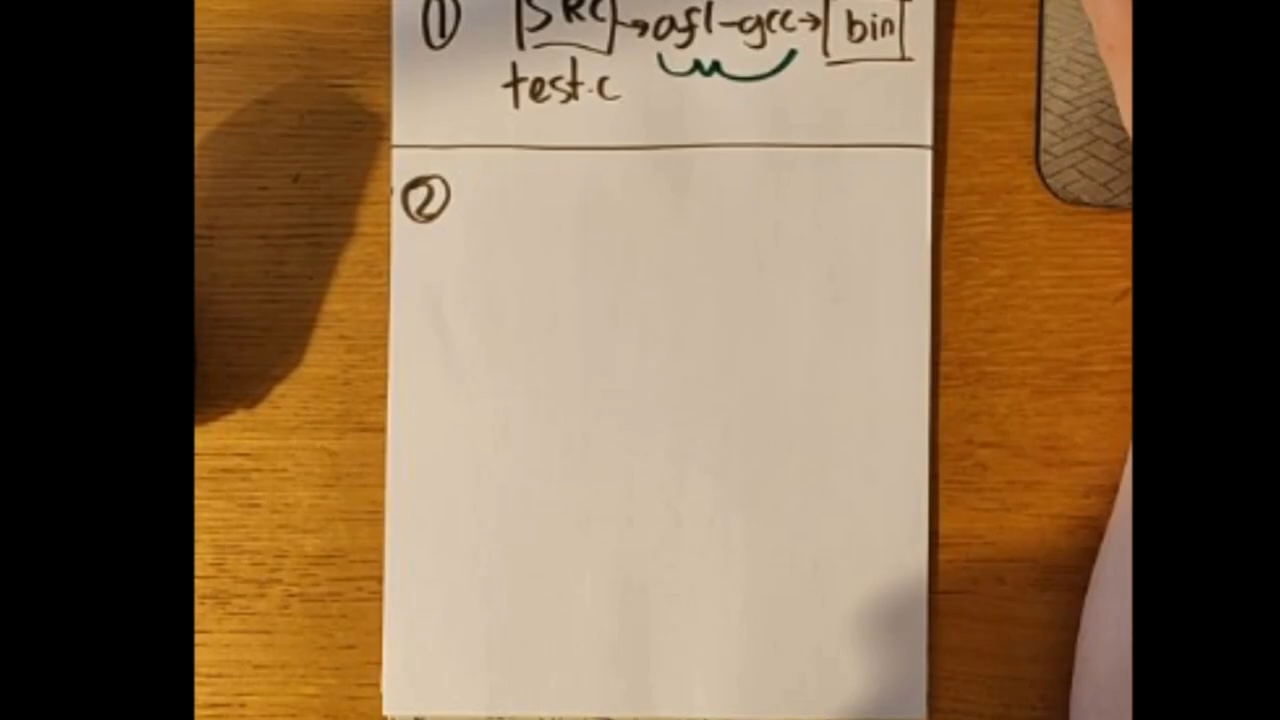 ① SRC → afl-gcc → bin
test.c
②